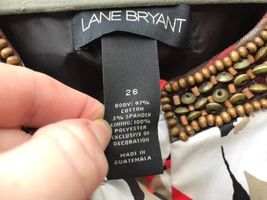 LANE BRYANT
26
BODY: 97%
COTTON
3% SPANDEX
LINING: 100%
POLYESTER
EXCLUSIVE OF
DECORATION
MADE IN
GUATEMALA